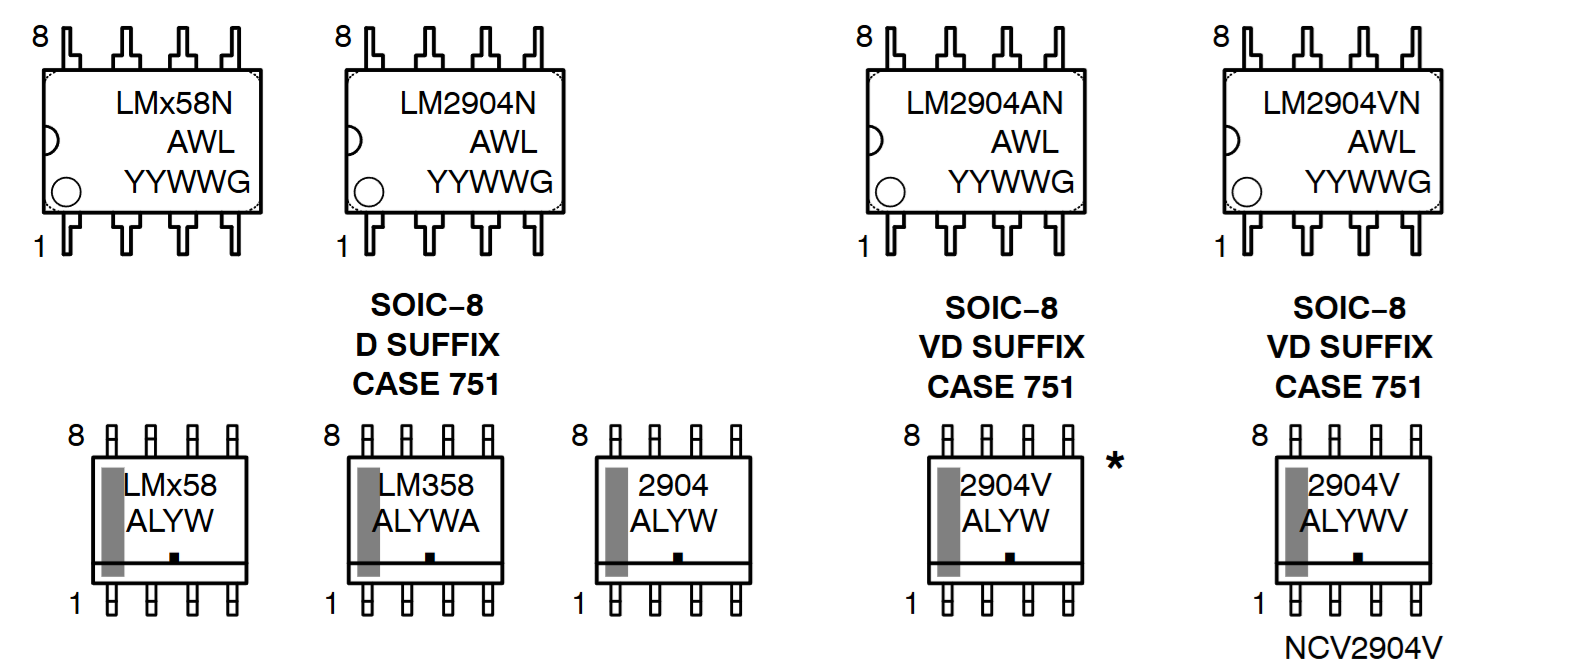 8 8 8 8
LMx58N LM2904N LM2904AN LM2904VN
AWL AWL AWL AWL
YYWWG YYWWG YYWWG YYWWG
1 1 1 1
SOIC–8 SOIC–8 SOIC–8
D SUFFIX VD SUFFIX VD SUFFIX
CASE 751 CASE 751 CASE 751
8 8 8 8 8
*
LMx58 LM358 2904 2904V 2904V
ALYW ALYWA ALYW ALYW ALYWV
1 1 1 1 1
NCV2904V